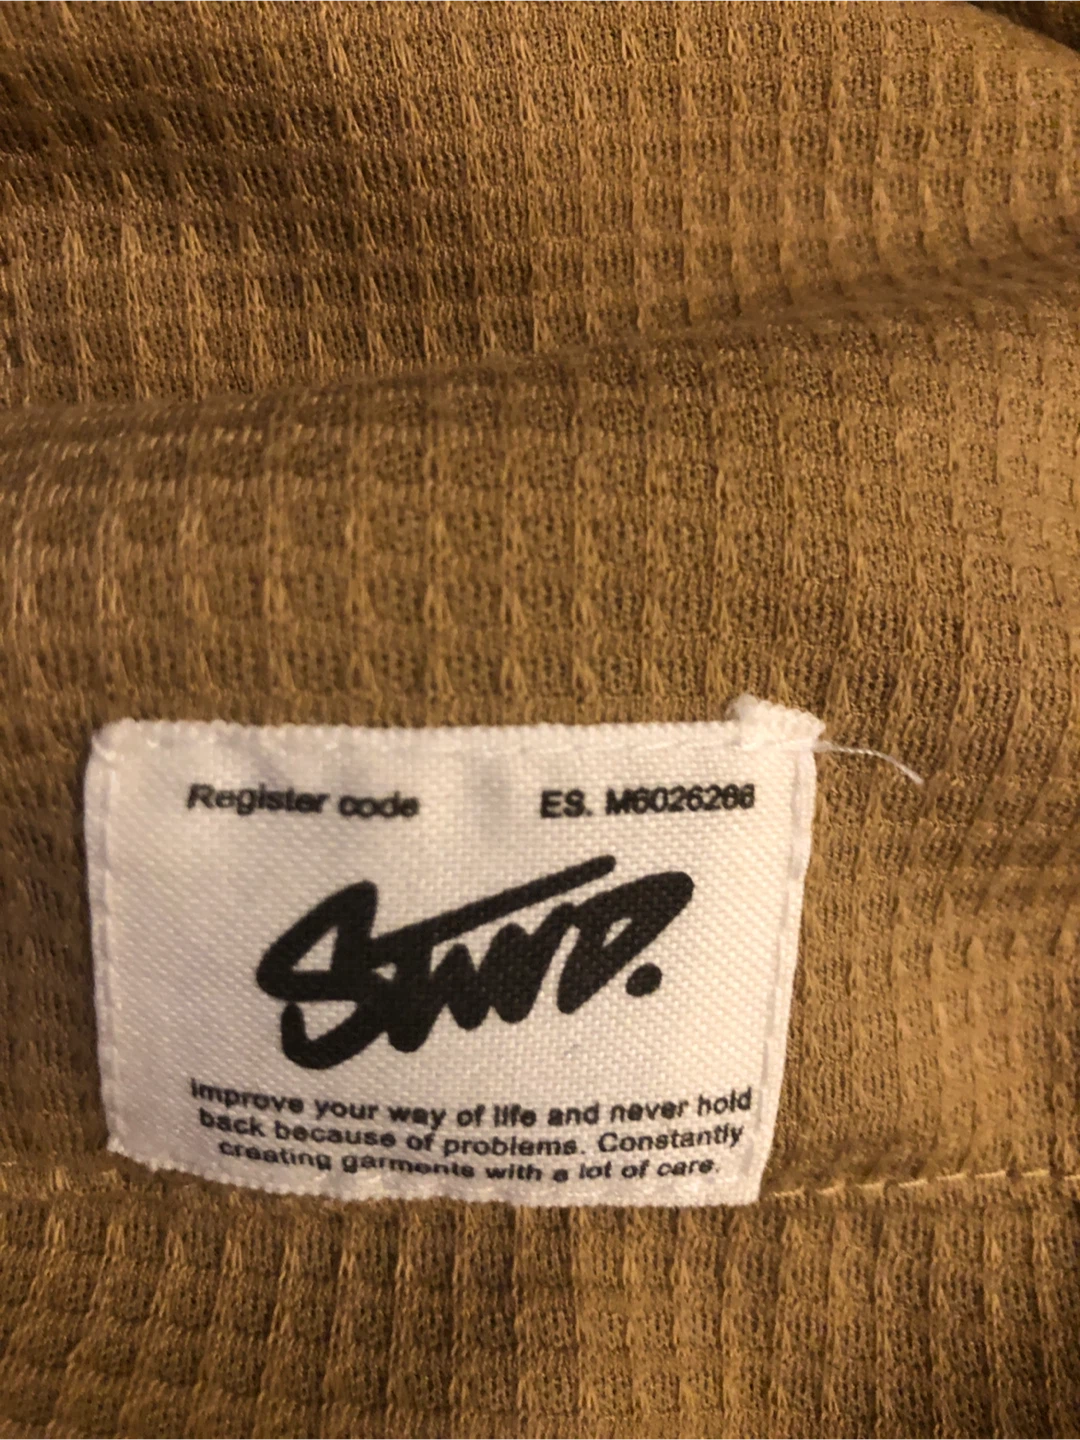 Register code ES. M6026266
STWD.
Improve your way of life and never hold
back because of problems. Constantly
creating garments with a lot of care.